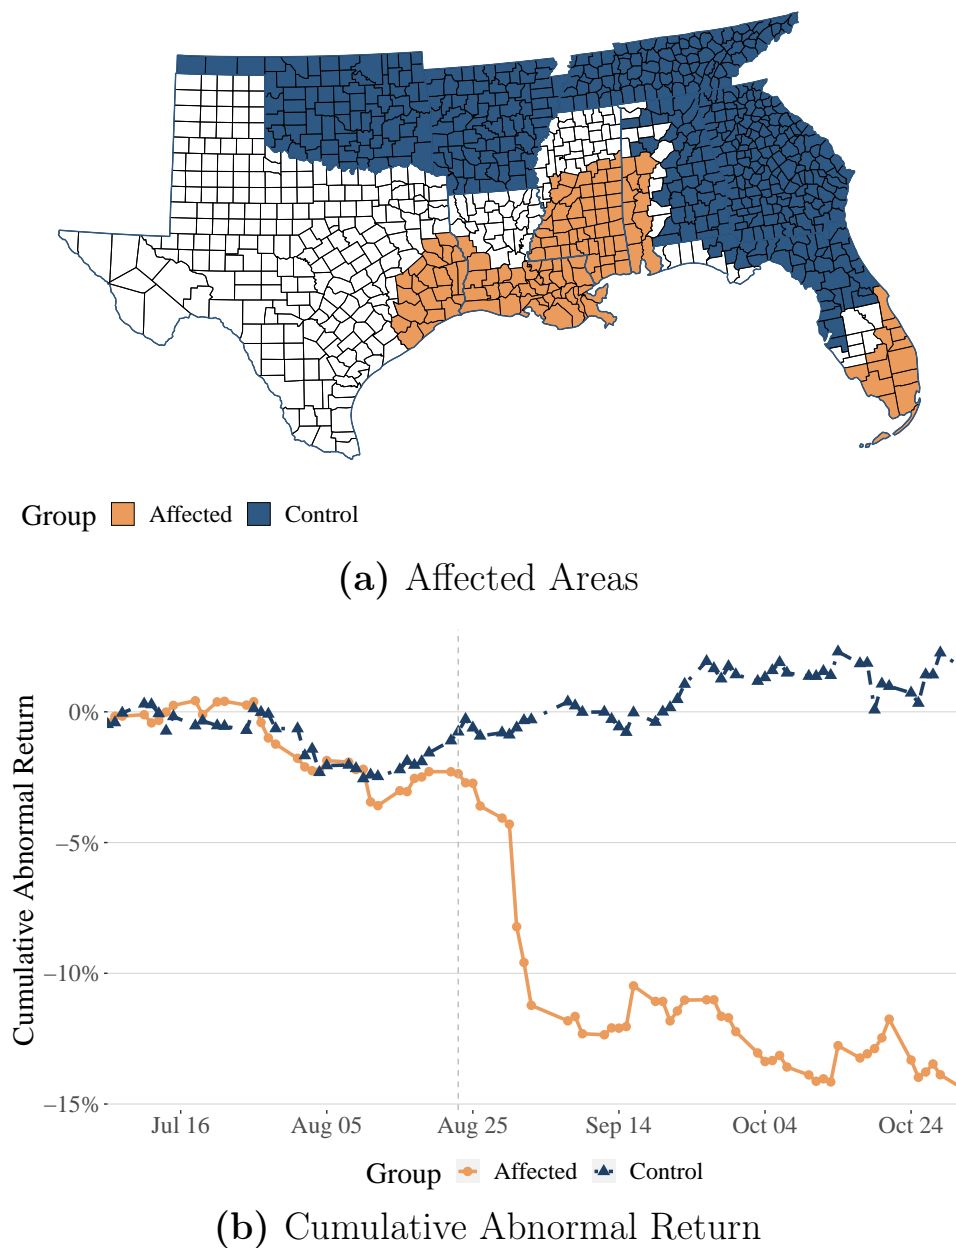 Group Affected Control
(a) Affected Areas
Cumulative Abnormal Return
0%
−5%
−10%
−15%
Jul 16 Aug 05 Aug 25 Sep 14 Oct 04 Oct 24
Group Affected Control
(b) Cumulative Abnormal Return